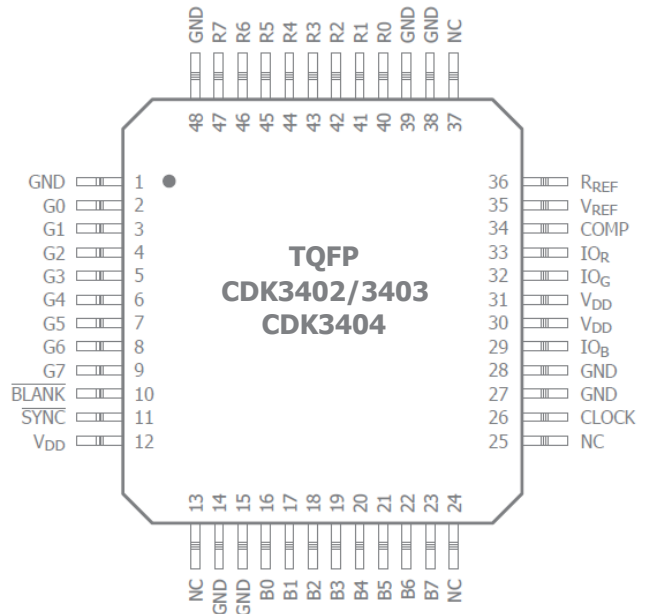 GND R7 R6 R5 R4 R3 R2 R1 R0 GND GND NC
48 47 46 45 44 43 42 41 40 39 38 37
GND 1 36 RREF
G0 2 35 VREF
G1 3 34 COMP
G2 4 33 IOR
G3 5 32 IOG
G4 6 31 VDD
G5 7 30 VDD
G6 8 29 IOB
G7 9 28 GND
BLANK 10 27 GND
SYNC 11 26 CLOCK
VDD 12 25 NC
TQFP
CDK3402/3403
CDK3404
13 14 15 16 17 18 19 20 21 22 23 24
NC GND GND B0 B1 B2 B3 B4 B5 B6 B7 NC